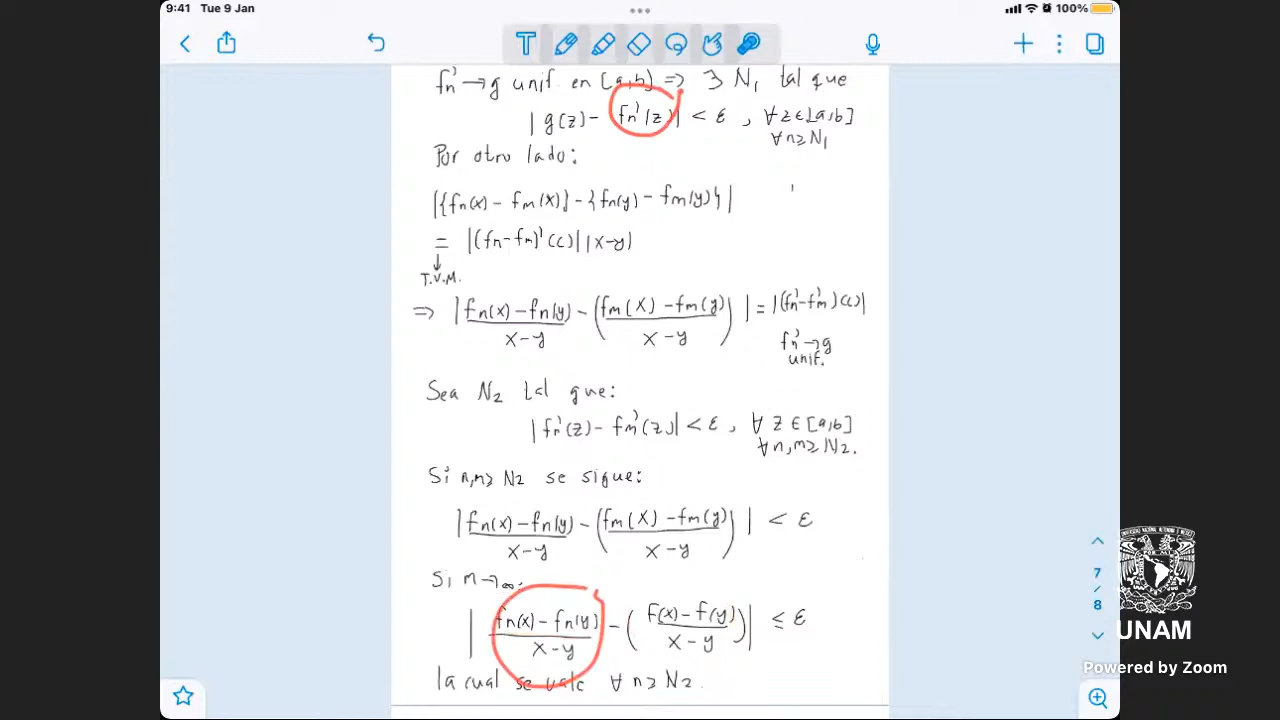 9:41 Tue 9 Jan 100%
fn' → g unif en [a,b] => ∃ N₁ tal que
| g(z) - fn'(z)| < ε, ∀ z ∈ [a,b]
∀ n ≥ N₁
Por otro lado:
|{fn(x) - fm(x)} - {fn(y) - fm(y)}|
= |(fn-fm)'(c)| |x-y|
↓
T.V.M.
=> | fn(x) - fn(y) / x-y - ( fm(x) - fm(y) / x-y ) | = |(fn'-fm')(c)|
fn' → g
unif.
Sea N₂ tal que:
|fn'(z) - fm'(z)| < ε, ∀ z ∈ [a,b]
∀ n,m ≥ N₂.
Si n,m ≥ N₂ se sigue:
| fn(x) - fn(y) / x-y - ( fm(x) - fm(y) / x-y ) | < ε
Si m → ∞:
| fn(x) - fn(y) / x-y - ( f(x) - f(y) / x-y ) | ≤ ε
la cual se vale ∀ n ≥ N₂.
7
/
8
UNAM
Powered by Zoom